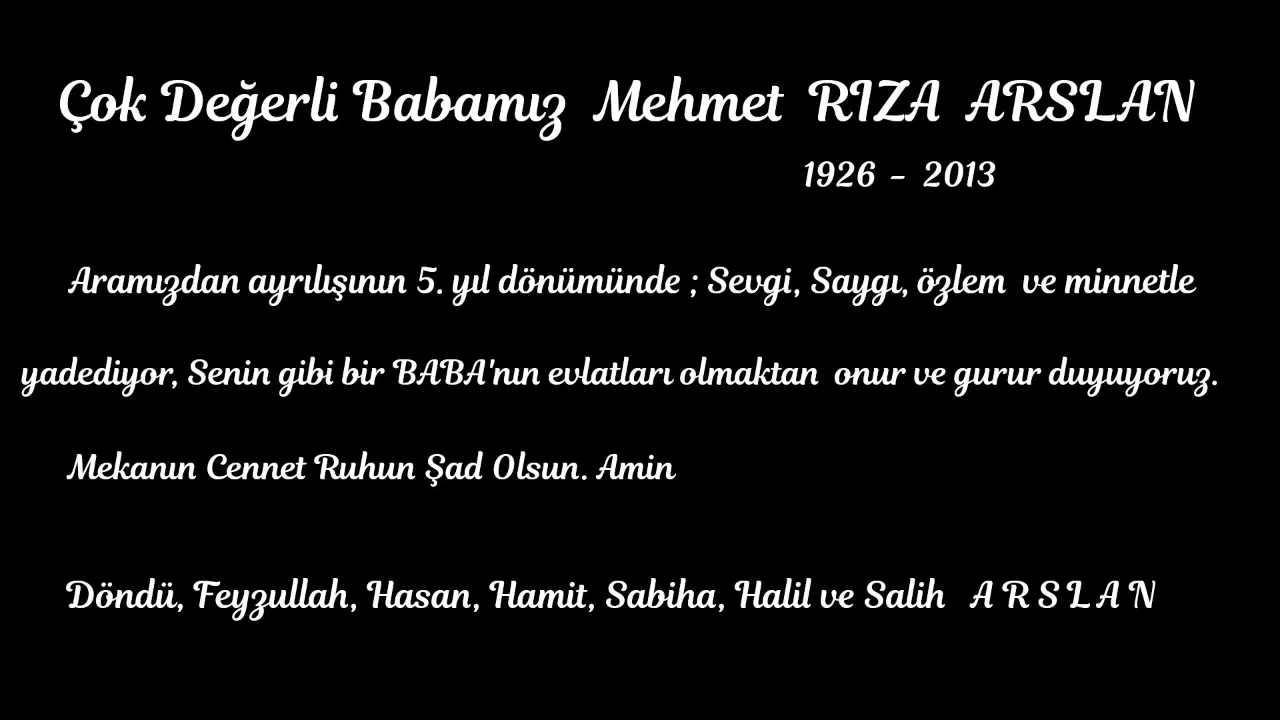 Çok Değerli Babamız Mehmet RIZA ARSLAN
1926 - 2013
Aramızdan ayrılışının 5. yıl dönümünde ; Sevgi, Saygı, özlem ve minnetle
yadediyor, Senin gibi bir BABA'nın evlatları olmaktan onur ve gurur duyuyoruz.
Mekanın Cennet Ruhun Şad Olsun. Amin
Döndü, Feyzullah, Hasan, Hamit, Sabiha, Halil ve Salih A R S L A N